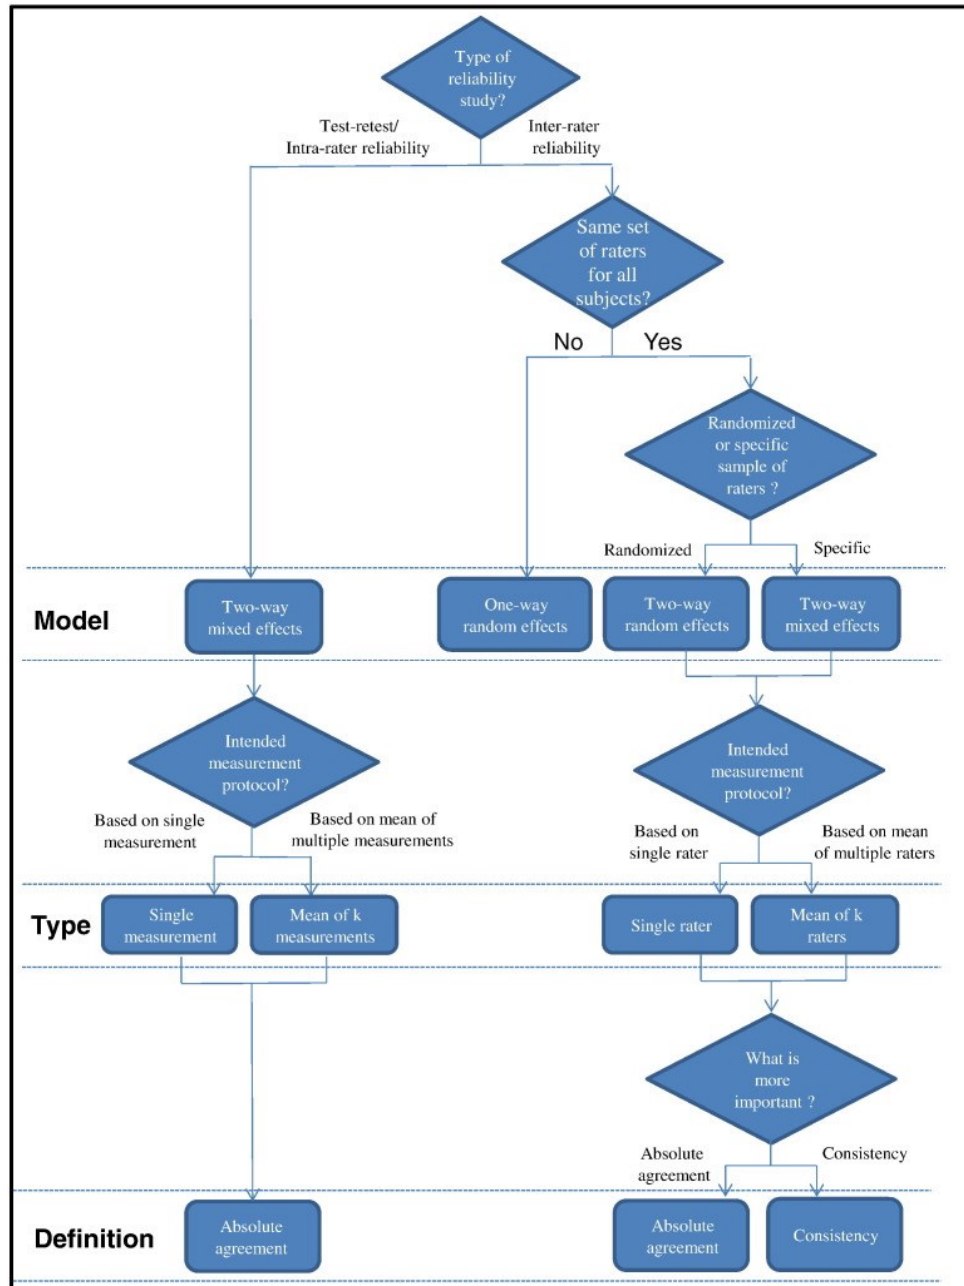 Type of
reliability
study?
Test-retest/
Intra-rater reliability
Inter-rater
reliability
Same set
of raters
for all
subjects?
No
Yes
Randomized
or specific
sample of
raters ?
Randomized
Specific
Model
Two-way
mixed effects
One-way
random effects
Two-way
random effects
Two-way
mixed effects
Intended
measurement
protocol?
Intended
measurement
protocol?
Based on single
measurement
Based on mean of
multiple measurements
Based on
single rater
Based on mean
of multiple raters
Type
Single
measurement
Mean of k
measurements
Single rater
Mean of k
raters
What is
more
important ?
Absolute
agreement
Consistency
Definition
Absolute
agreement
Absolute
agreement
Consistency